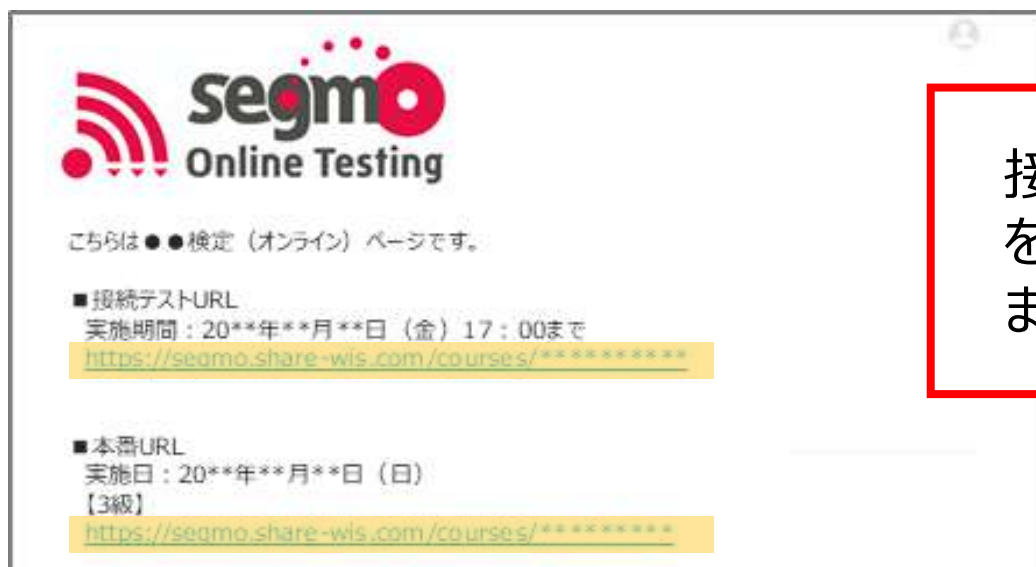 segmo
Online Testing
こちらは●●検定（オンライン）ページです。
■接続テストURL
実施期間：20**年**月**日（金）17：00まで
https://segmo.share-wis.com/courses/**********
■本番URL
実施日：20**年**月**日（日）
【3級】
https://segmo.share-wis.com/courses/*********
接
を
ま